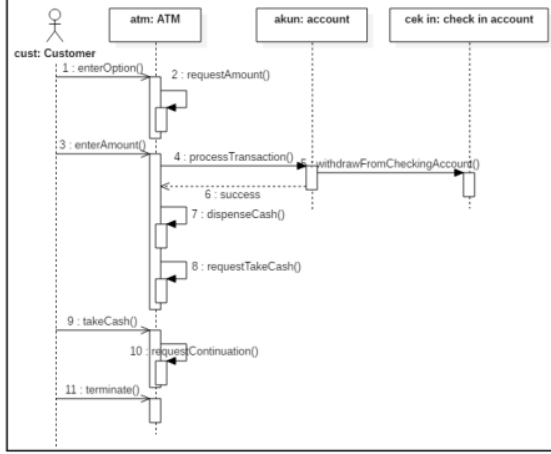 atm: ATM
akun: account
cek in: check in account
cust: Customer
1 : enterOption()
2 : requestAmount()
3 : enterAmount()
4 : processTransaction()
5 : withdrawFromCheckingAccount()
6 : success
7 : dispenseCash()
8 : requestTakeCash()
9 : takeCash()
10 : requestContinuation()
11 : terminate()